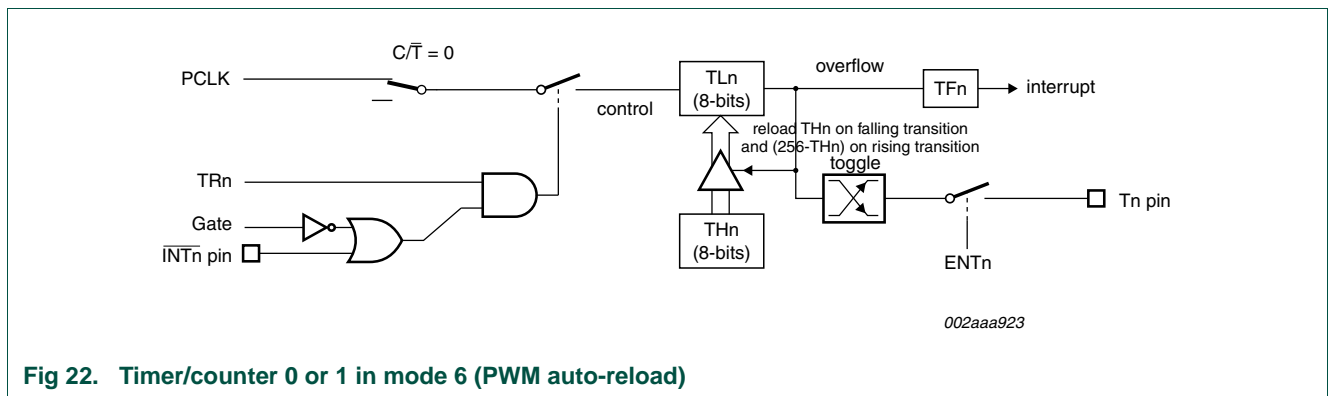 C/T̅ = 0
PCLK
TLn
(8-bits)
overflow
TFn
interrupt
control
reload THn on falling transition
and (256-THn) on rising transition
toggle
TRn
Gate
I̅N̅T̅n̅ pin
THn
(8-bits)
Tn pin
ENTn
002aaa923
Fig 22. Timer/counter 0 or 1 in mode 6 (PWM auto-reload)